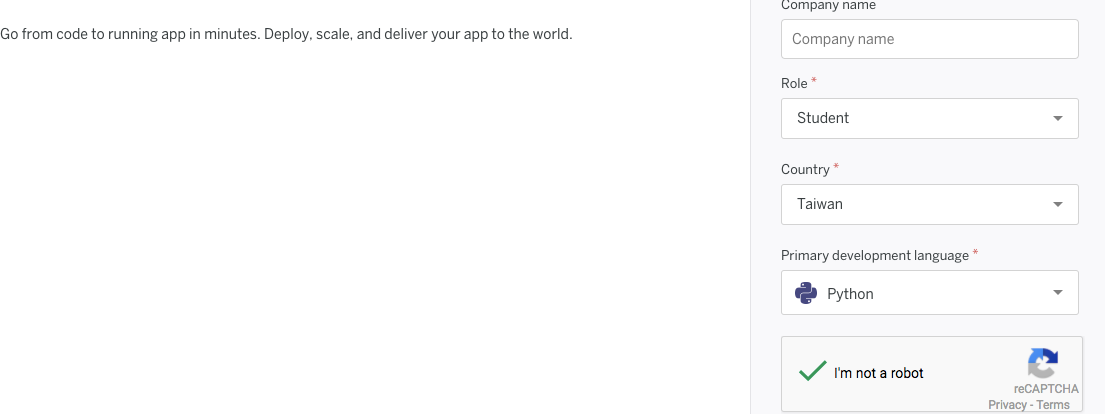 Go from code to running app in minutes. Deploy, scale, and deliver your app to the world.
Company name
Company name
Role *
Student
Country *
Taiwan
Primary development language *
Python
I'm not a robot
reCAPTCHA
Privacy - Terms